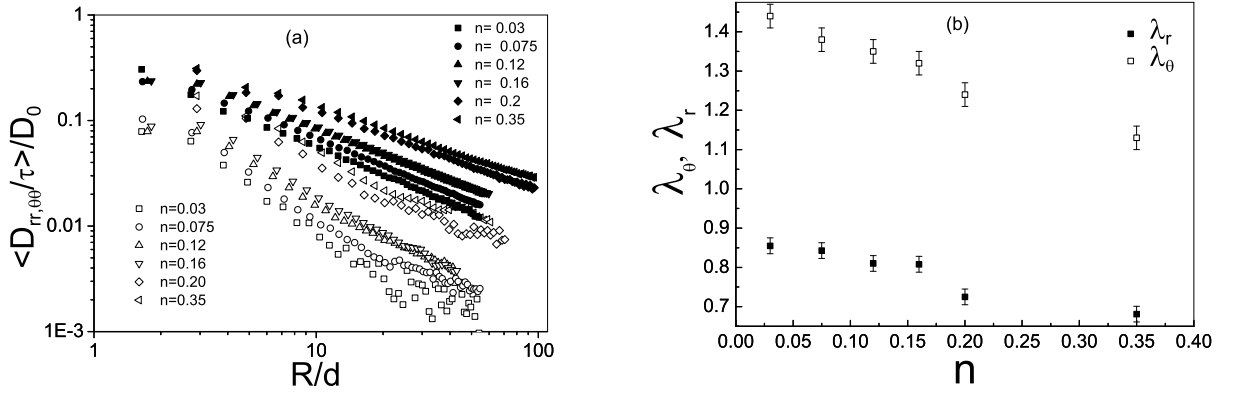 (a)
n= 0.03
n= 0.075
n= 0.12
n= 0.16
n= 0.2
n= 0.35
n=0.03
n=0.075
n=0.12
n=0.16
n=0.20
n=0.35
1
0.1
0.01
1E-3
1
10
100
R/d
<D_{rr,θθ}/τ>/D_0
(b)
λ_r
λ_θ
1.4
1.3
1.2
1.1
1.0
0.9
0.8
0.7
0.00 0.05 0.10 0.15 0.20 0.25 0.30 0.35 0.40
n
λ_θ, λ_r